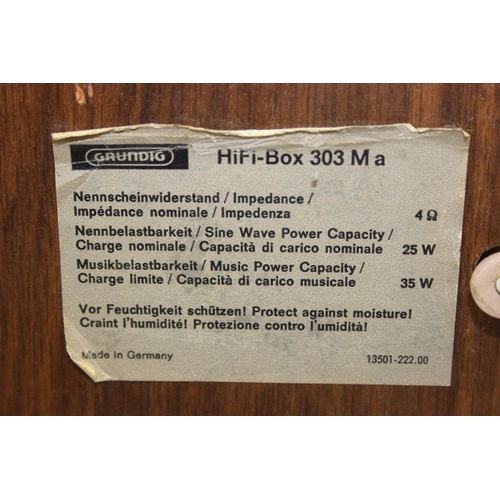 GRUNDIG HiFi-Box 303 M a
Nennscheinwiderstand / Impedance /
Impédance nominale / Impedenza 4 Ω
Nennbelastbarkeit / Sine Wave Power Capacity /
Charge nominale / Capacità di carico nominale 25 W
Musikbelastbarkeit / Music Power Capacity /
Charge limite / Capacità di carico musicale 35 W
Vor Feuchtigkeit schützen! Protect against moisture!
Craint l'humidité! Protezione contro l'umidità!
Made in Germany 13501-222.00